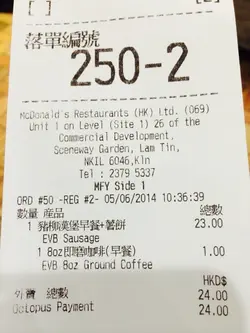 落單編號
250-2
McDonald's Restaurants (HK) Ltd. (069)
Unit 1 on Level (Site 1) 26 of the
Commercial Development,
Sceneway Garden, Lam Tin,
NKIL 6046,Kln
Tel : 2379 5337
MFY Side 1
ORD #50 -REG #2- 05/06/2014 10:36:39
數量 產品 總數
1 豬柳漢堡早餐+薯餅 23.00
EVB Sausage
1 8oz即磨咖啡(早餐) 1.00
EVB 8oz Ground Coffee
HKD$
外賣 總數 24.00
Octopus Payment 24.00